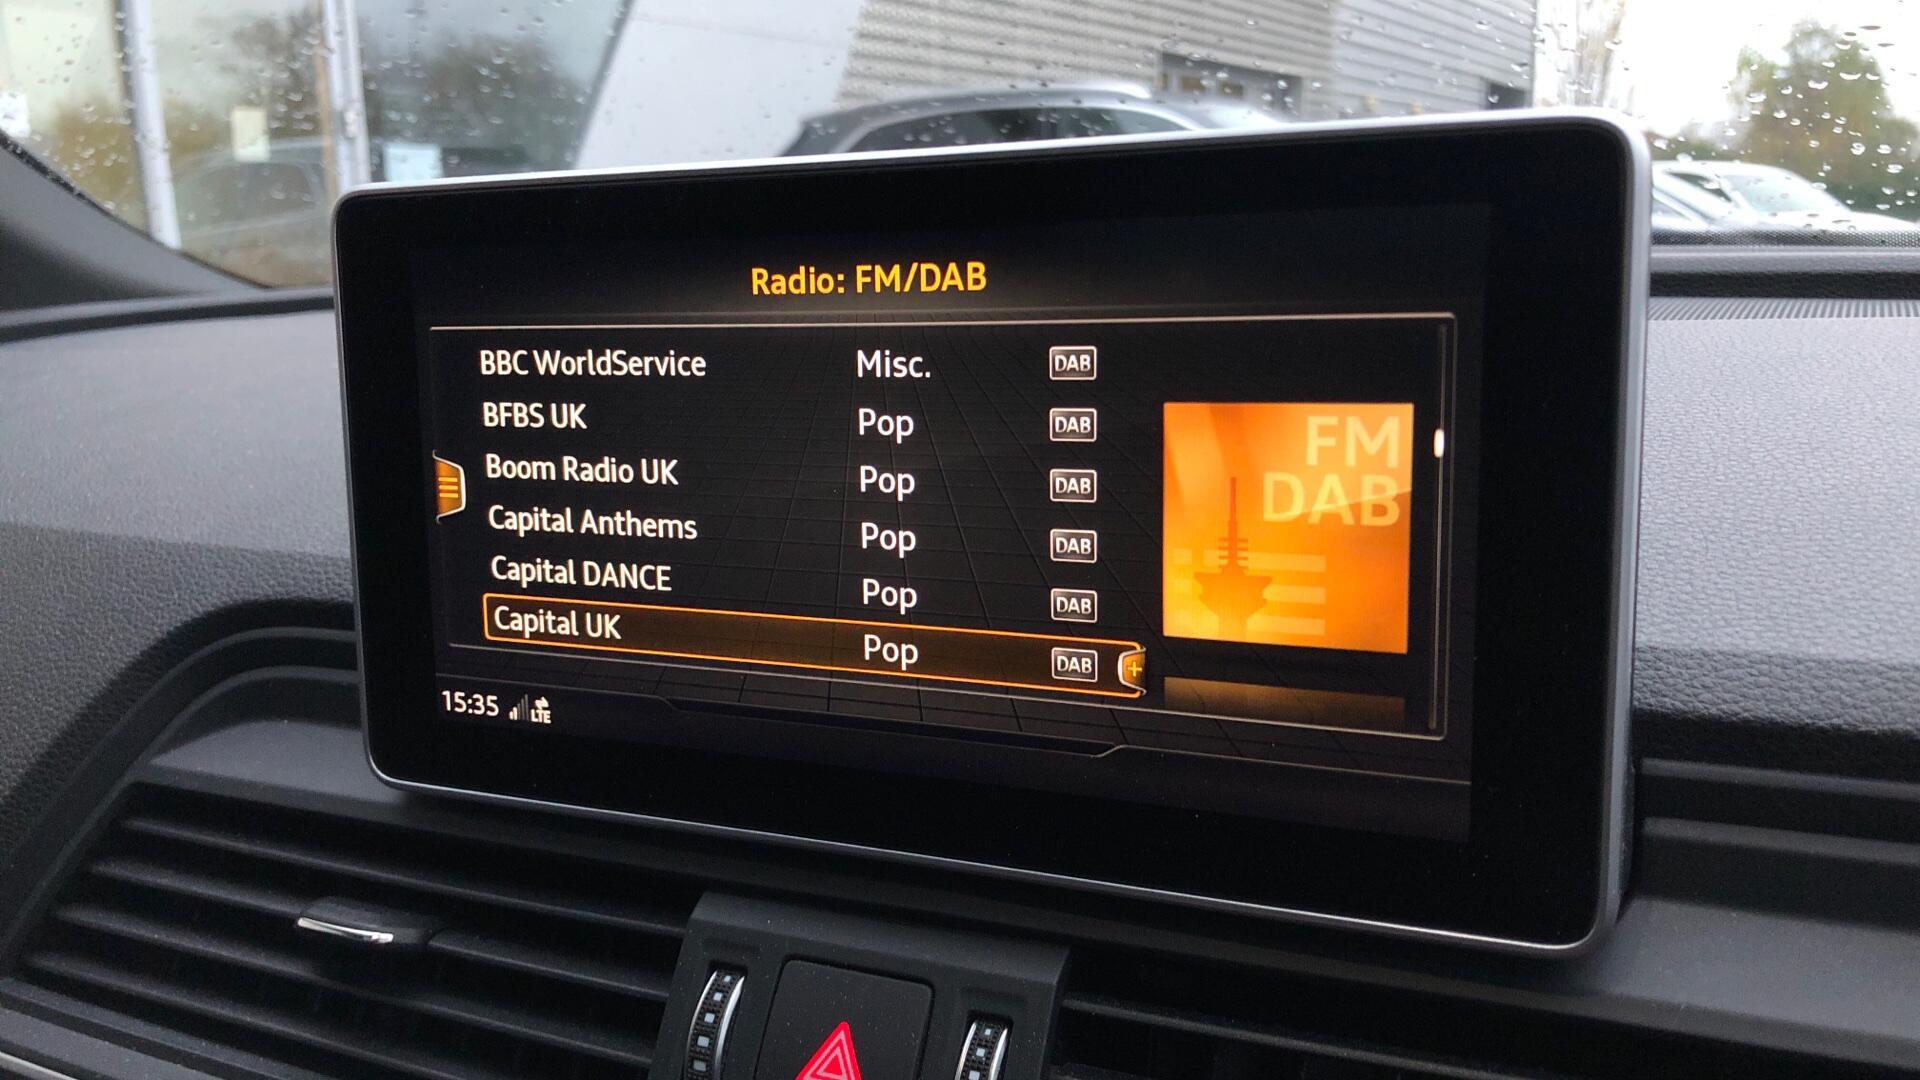 Radio: FM/DAB
BBC WorldService Misc. DAB
BFBS UK Pop DAB
Boom Radio UK Pop DAB
Capital Anthems Pop DAB
Capital DANCE Pop DAB
Capital UK Pop DAB
FM
DAB
15:35 LTE